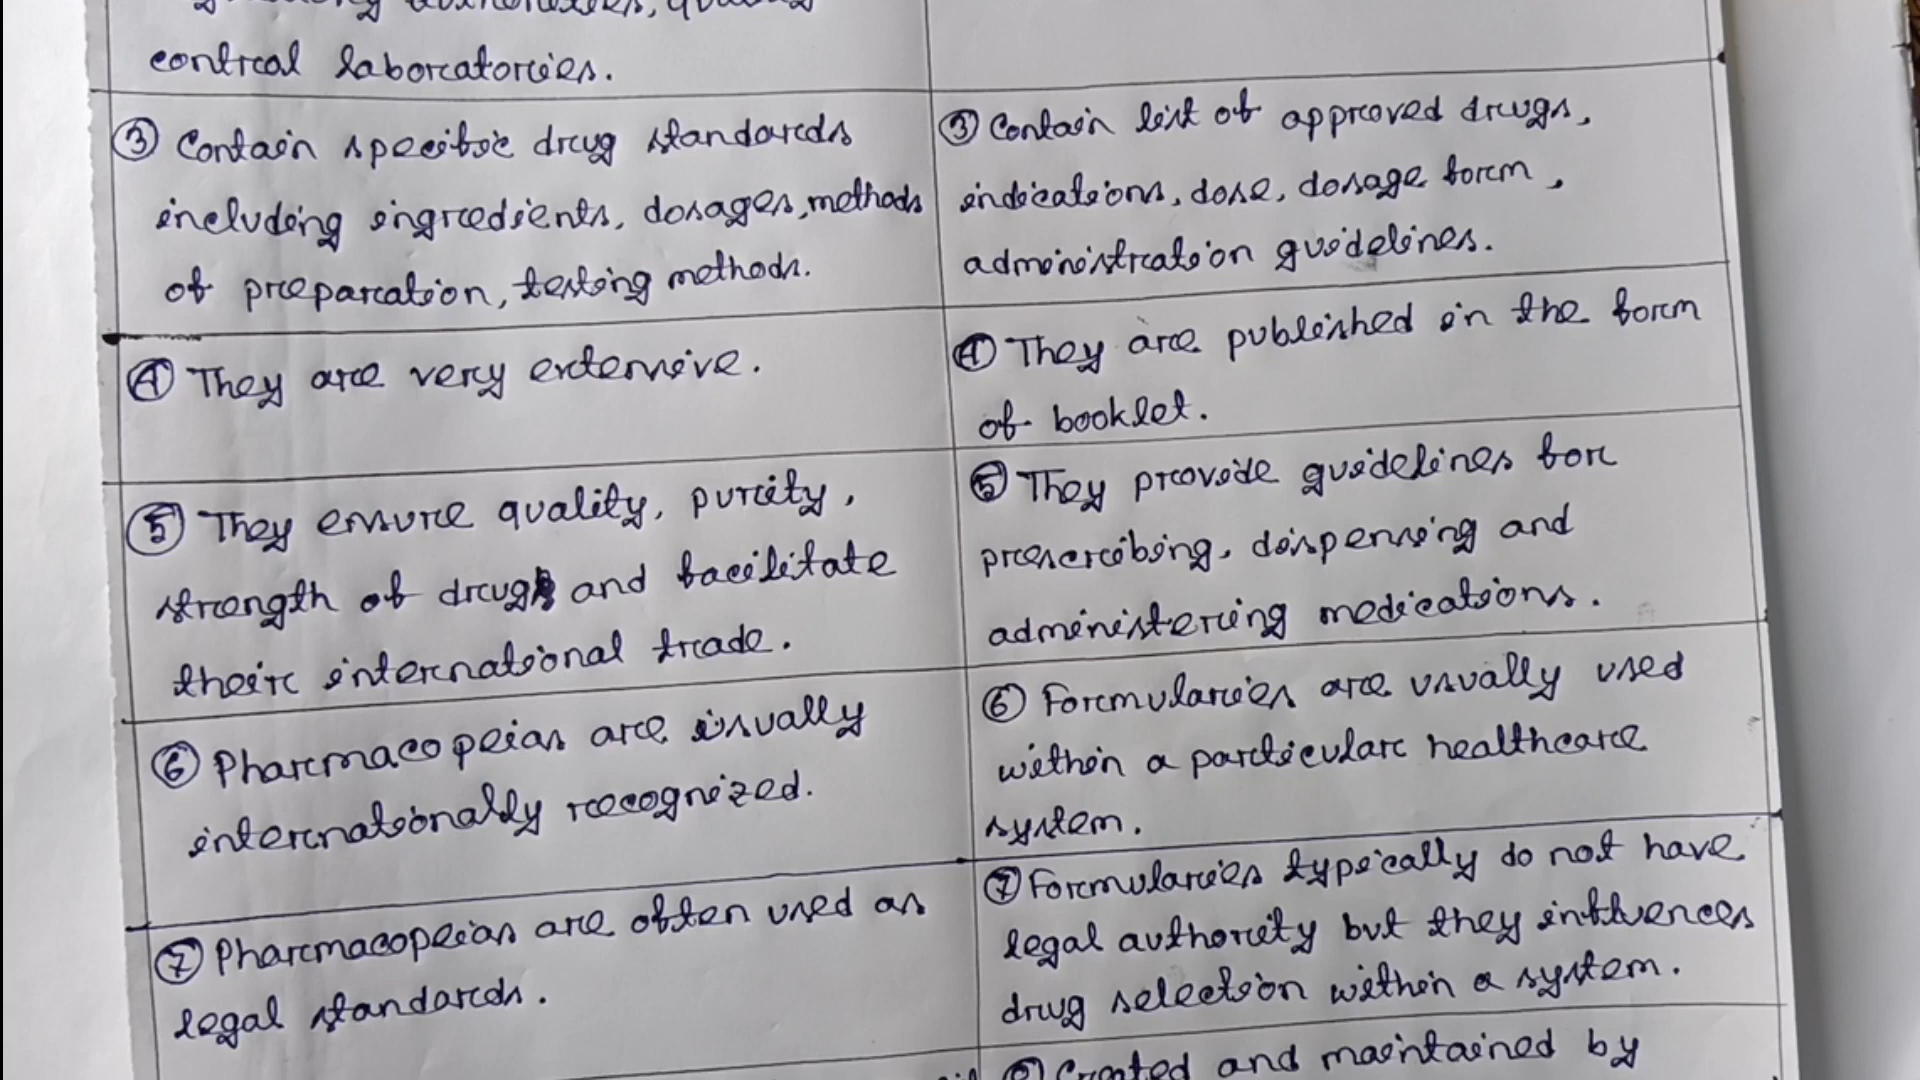 control laboratories.
③ Contain specific drug standards
including ingredients, dosages, methods
of preparation, testing methods.
④ They are very extensive.
⑤ They ensure quality, purity,
strength of drugs and facilitate
their international trade.
⑥ Pharmacopeias are usually
internationally recognized.
⑦ Pharmacopeias are often used as
legal standards.
③ Contain list of approved drugs,
indications, dose, dosage form,
administration guidelines.
④ They are published in the form
of booklet.
⑤ They provide guidelines for
prescribing, dispensing and
administering medications.
⑥ Formularies are usually used
within a particular healthcare
system.
⑦ Formularies typically do not have
legal authority but they influences
drug selection within a system.
⑧ Created and maintained by